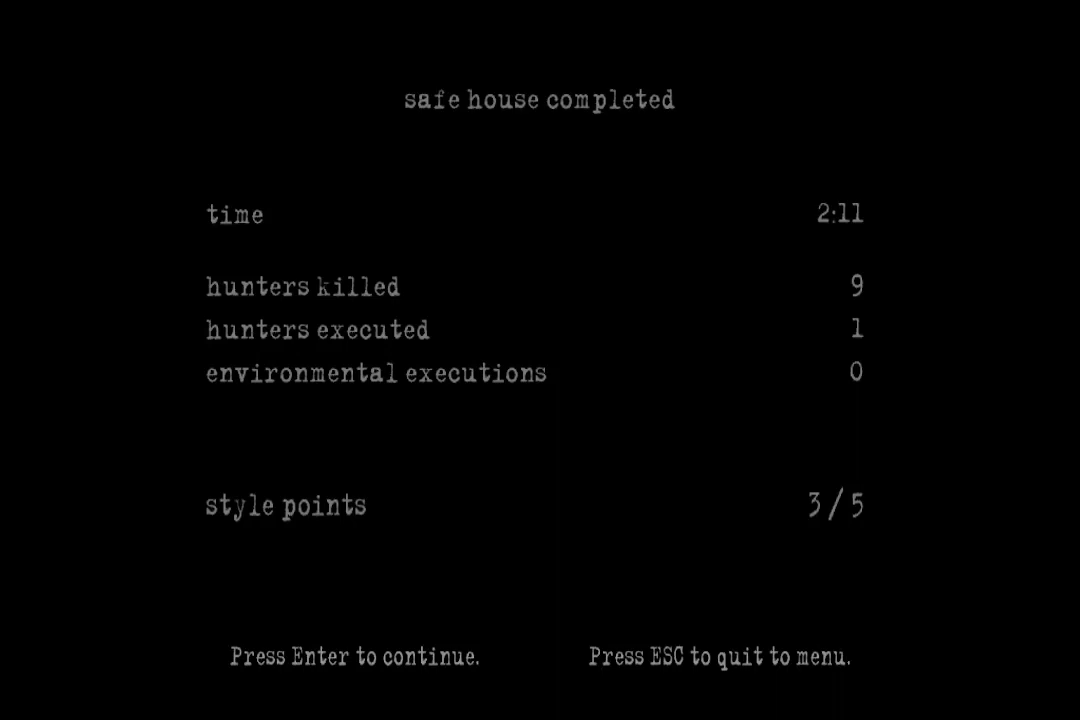 safe house completed
time 2:11
hunters killed 9
hunters executed 1
environmental executions 0
style points 3 / 5
Press Enter to continue. Press ESC to quit to menu.